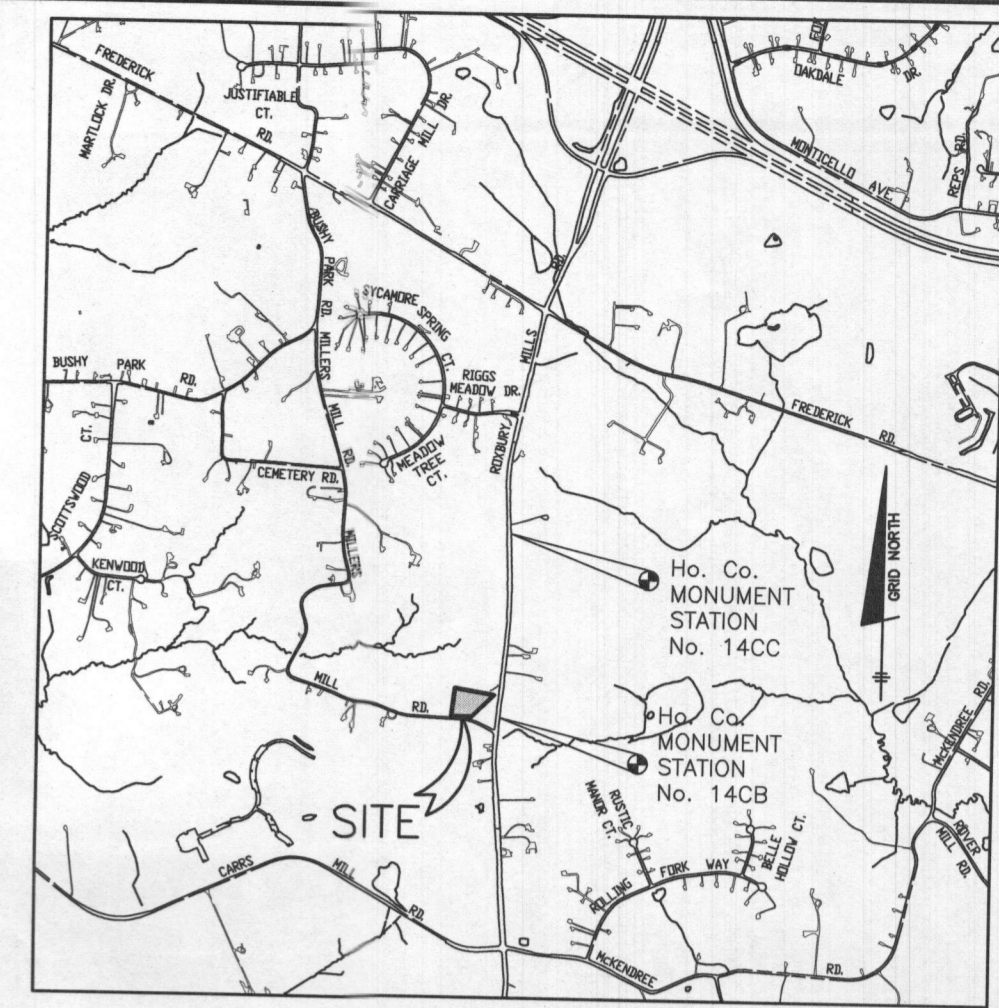 FREDERICK
RD.
HARTLOCK DR.
JUSTIFIABLE
CT.
CARRIAGE MILL DR.
OAKDALE DR.
MONTICELLO AVE
REPS RD.
BUSHY
PARK
RD.
MILLERS
MILL
RD.
MILLERS
SYCAMORE
SPRING
CT.
RIGGS
MEADOW DR.
MEADOW
TREE
CT.
ROXBURY
MILLS
RD.
FREDERICK
RD.
BUSHY
PARK
RD.
CEMETERY RD.
SCOTTSWOOD
CT.
KENWOOD
CT.
GRID NORTH
Ho. Co.
MONUMENT
STATION
No. 14CC
MILL
RD.
Ho. Co.
MONUMENT
STATION
No. 14CB
SITE
CARRS
MILL
RD.
RUSTIC
MANOR CT.
BELLE
HOLLOW CT.
ROLLING
FORK
WAY
McKENDREE RD.
ROVER
MILL RD.
McKENDREE
RD.